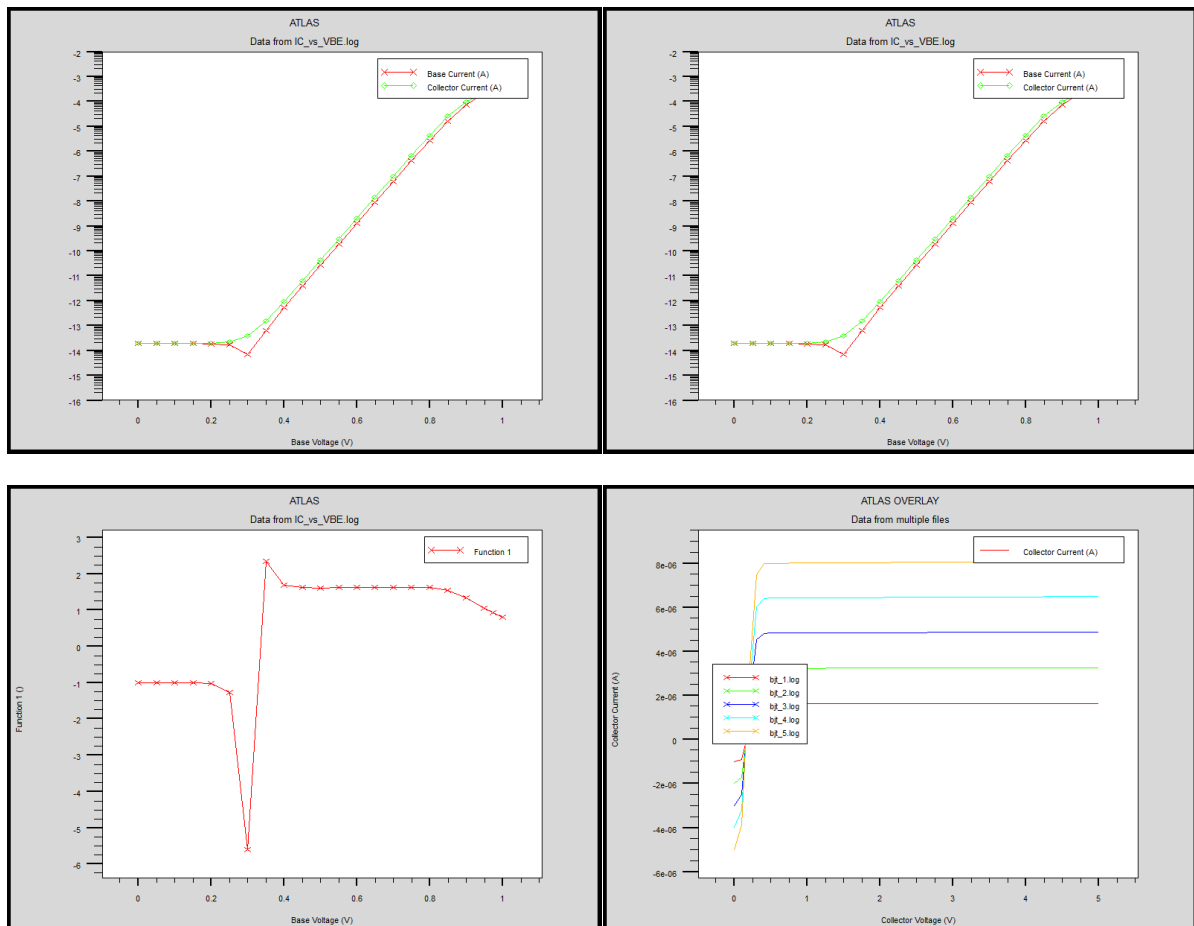 ATLAS
Data from IC_vs_VBE.log
Base Current (A)
Collector Current (A)
-2
-3
-4
-5
-6
-7
-8
-9
-10
-11
-12
-13
-14
-15
-16
0 0.2 0.4 0.6 0.8 1
Base Voltage (V)
ATLAS
Data from IC_vs_VBE.log
Base Current (A)
Collector Current (A)
-2
-3
-4
-5
-6
-7
-8
-9
-10
-11
-12
-13
-14
-15
-16
0 0.2 0.4 0.6 0.8 1
Base Voltage (V)
ATLAS
Data from IC_vs_VBE.log
Function 1
3
2
1
0
-1
-2
-3
-4
-5
-6
Function 1 ()
0 0.2 0.4 0.6 0.8 1
Base Voltage (V)
ATLAS OVERLAY
Data from multiple files
Collector Current (A)
8e-06
6e-06
4e-06
2e-06
0
-2e-06
-4e-06
-6e-06
Collector Current (A)
bjt_1.log
bjt_2.log
bjt_3.log
bjt_4.log
bjt_5.log
0 1 2 3 4 5
Collector Voltage (V)